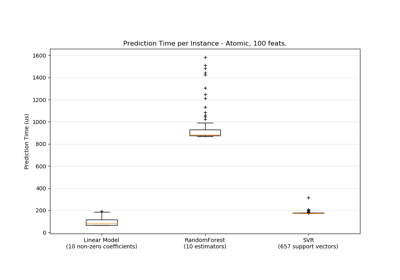 Prediction Time per Instance - Atomic, 100 feats.
1600
1400
1200
1000
800
600
400
200
0
Prediction Time (us)
Linear Model
(10 non-zero coefficients)
RandomForest
(10 estimators)
SVR
(657 support vectors)